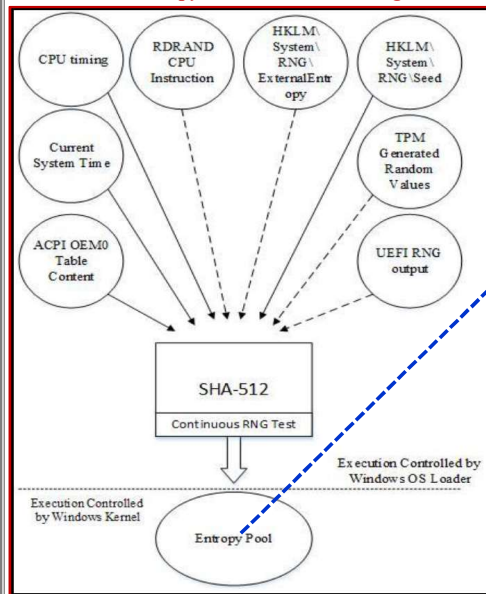 CPU timing
RDRAND
CPU
Instruction
HKLM\
System\
RNG\
ExternalEntr
opy
HKLM\
System\
RNG\Seed
Current
System Time
TPM
Generated
Random
Values
ACPI OEM0
Table
Content
UEFI RNG
output
SHA-512
Continuous RNG Test
Execution Controlled by
Windows OS Loader
Execution Controlled
by Windows Kernel
Entropy Pool